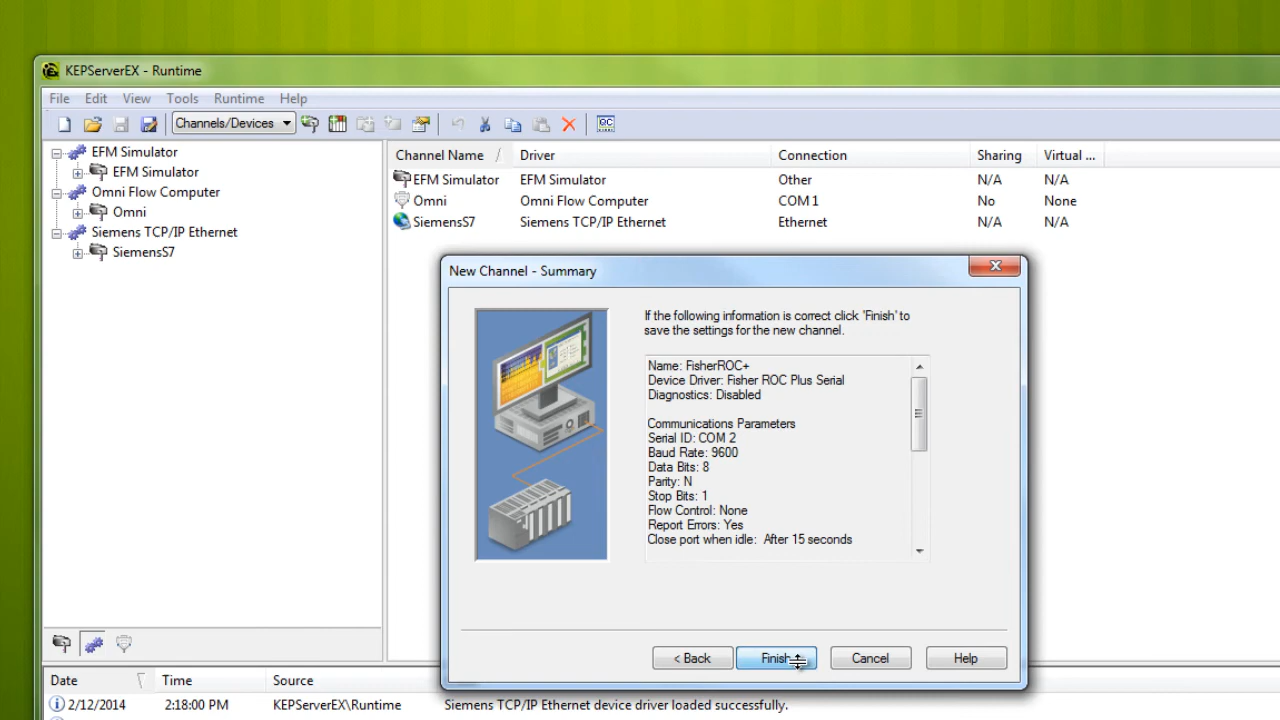 KEPServerEX - Runtime
File Edit View Tools Runtime Help
Channels/Devices
EFM Simulator
EFM Simulator
Omni Flow Computer
Omni
Siemens TCP/IP Ethernet
SiemensS7
Channel Name Driver Connection Sharing Virtual ...
EFM Simulator EFM Simulator Other N/A N/A
Omni Omni Flow Computer COM 1 No None
SiemensS7 Siemens TCP/IP Ethernet Ethernet N/A N/A
New Channel - Summary
If the following information is correct click 'Finish' to
save the settings for the new channel.
Name: FisherROC+
Device Driver: Fisher ROC Plus Serial
Diagnostics: Disabled
Communications Parameters
Serial ID: COM 2
Baud Rate: 9600
Data Bits: 8
Parity: N
Stop Bits: 1
Flow Control: None
Report Errors: Yes
Close port when idle: After 15 seconds
< Back Finish Cancel Help
Date Time Source
2/12/2014 2:18:00 PM KEPServerEX\Runtime Siemens TCP/IP Ethernet device driver loaded successfully.